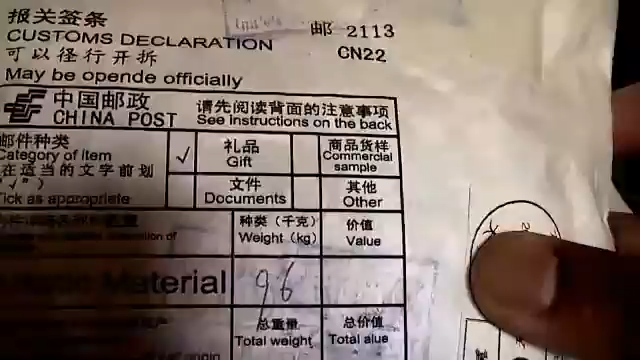 报关签条
邮 2113
CUSTOMS DECLARATION
CN22
可以径行开拆
May be opende officially
中国邮政
CHINA POST
请先阅读背面的注意事项
See instructions on the back
邮件种类
Category of item
在适当的文字前划
"√")
Tick as appropriate
√
礼品
Gift
商品货样
Commercial
sample
文件
Documents
其他
Other
种类（千克）
Weight（kg）
价值
Value
Material
96
总重量
Total weight
总价值
Total alue